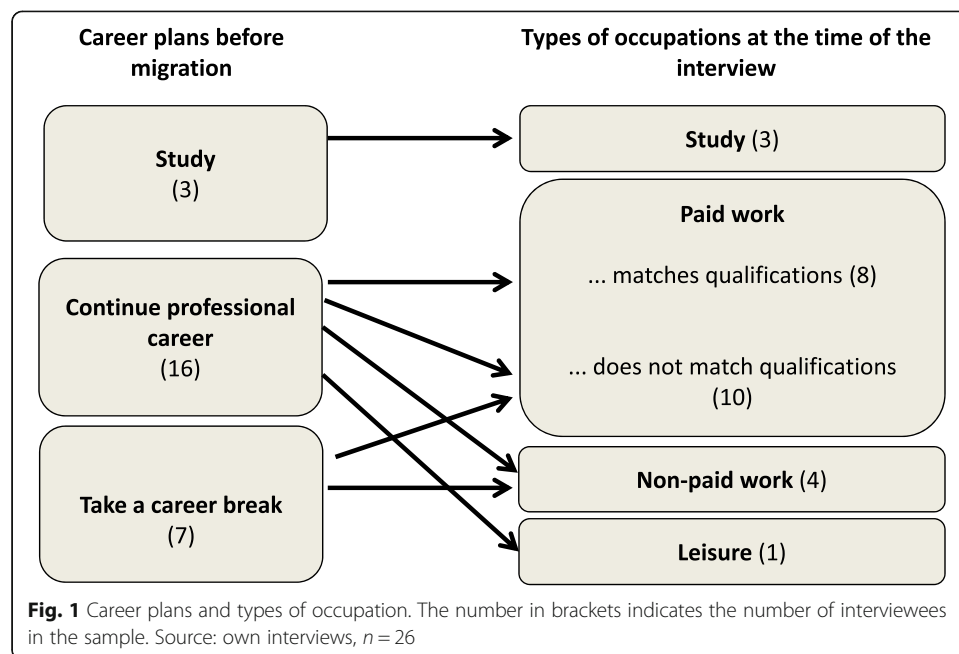 Career plans before
migration
Types of occupations at the time of the
interview
Study
(3)
Continue professional
career
(16)
Take a career break
(7)
Study (3)
Paid work
... matches qualifications (8)
... does not match qualifications
(10)
Non-paid work (4)
Leisure (1)
Fig. 1 Career plans and types of occupation. The number in brackets indicates the number of interviewees
in the sample. Source: own interviews, n = 26